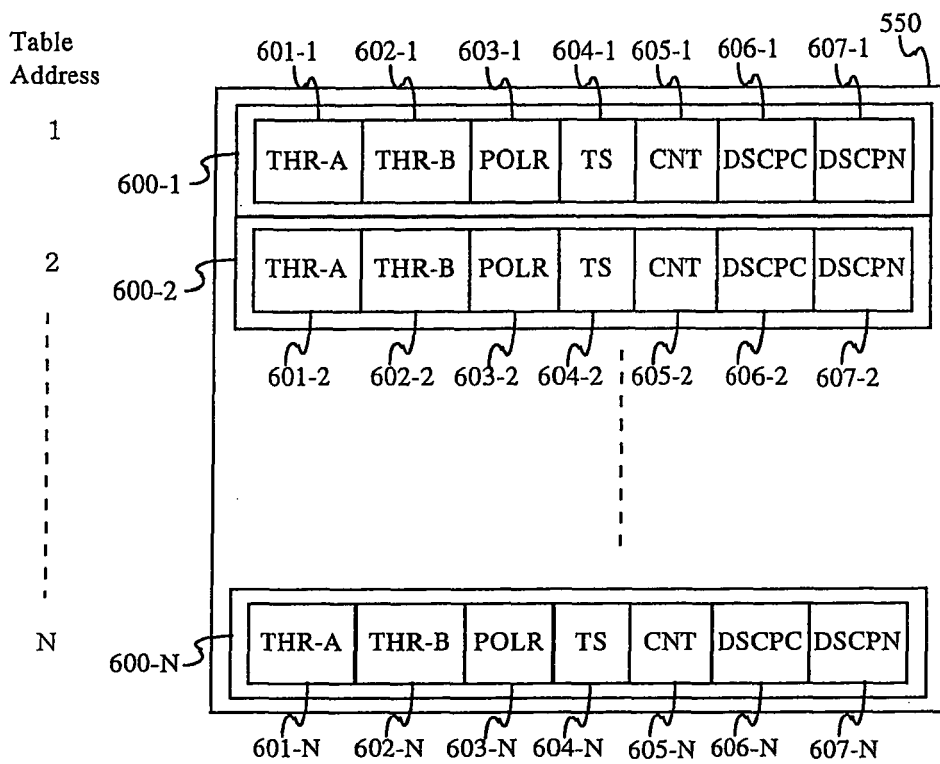 550
Table
Address
601-1 602-1 603-1 604-1 605-1 606-1 607-1
1
600-1
THR-A THR-B POLR TS CNT DSCPC DSCPN
2
600-2
THR-A THR-B POLR TS CNT DSCPC DSCPN
601-2 602-2 603-2 604-2 605-2 606-2 607-2
N
600-N
THR-A THR-B POLR TS CNT DSCPC DSCPN
601-N 602-N 603-N 604-N 605-N 606-N 607-N